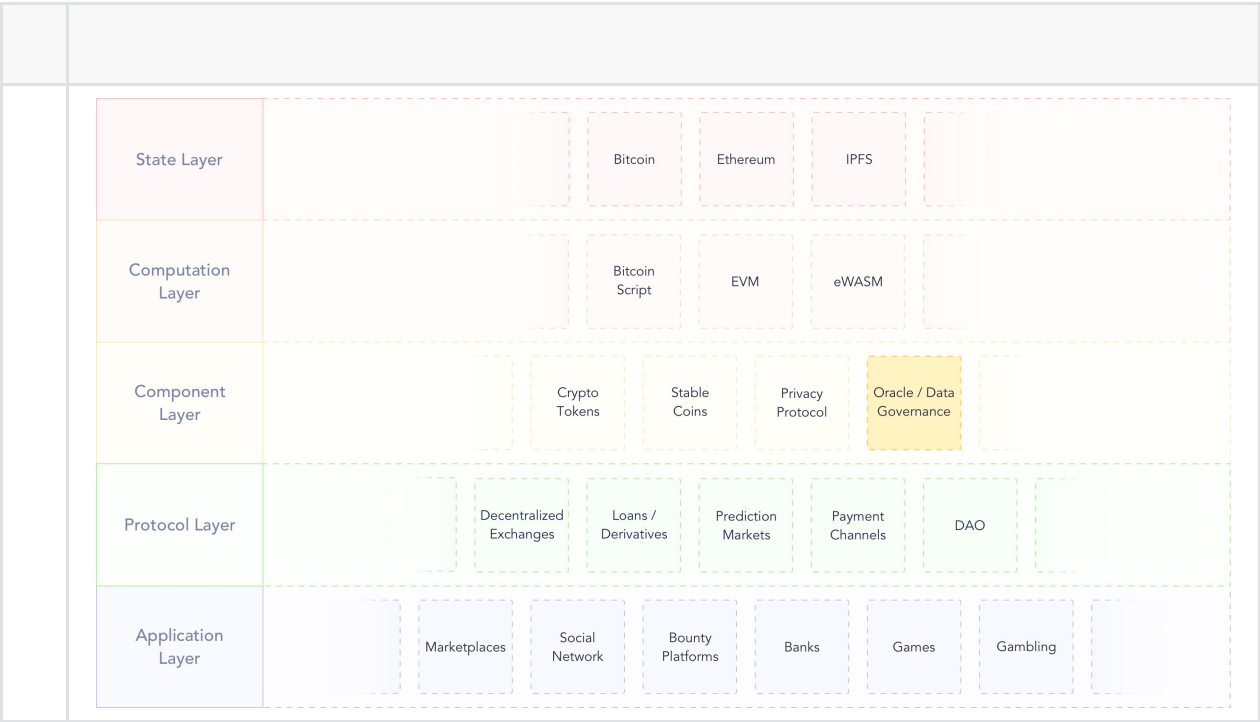 State Layer
Bitcoin
Ethereum
IPFS
Computation
Layer
Bitcoin
Script
EVM
eWASM
Component
Layer
Crypto
Tokens
Stable
Coins
Privacy
Protocol
Oracle / Data
Governance
Protocol Layer
Decentralized
Exchanges
Loans /
Derivatives
Prediction
Markets
Payment
Channels
DAO
Application
Layer
Marketplaces
Social
Network
Bounty
Platforms
Banks
Games
Gambling